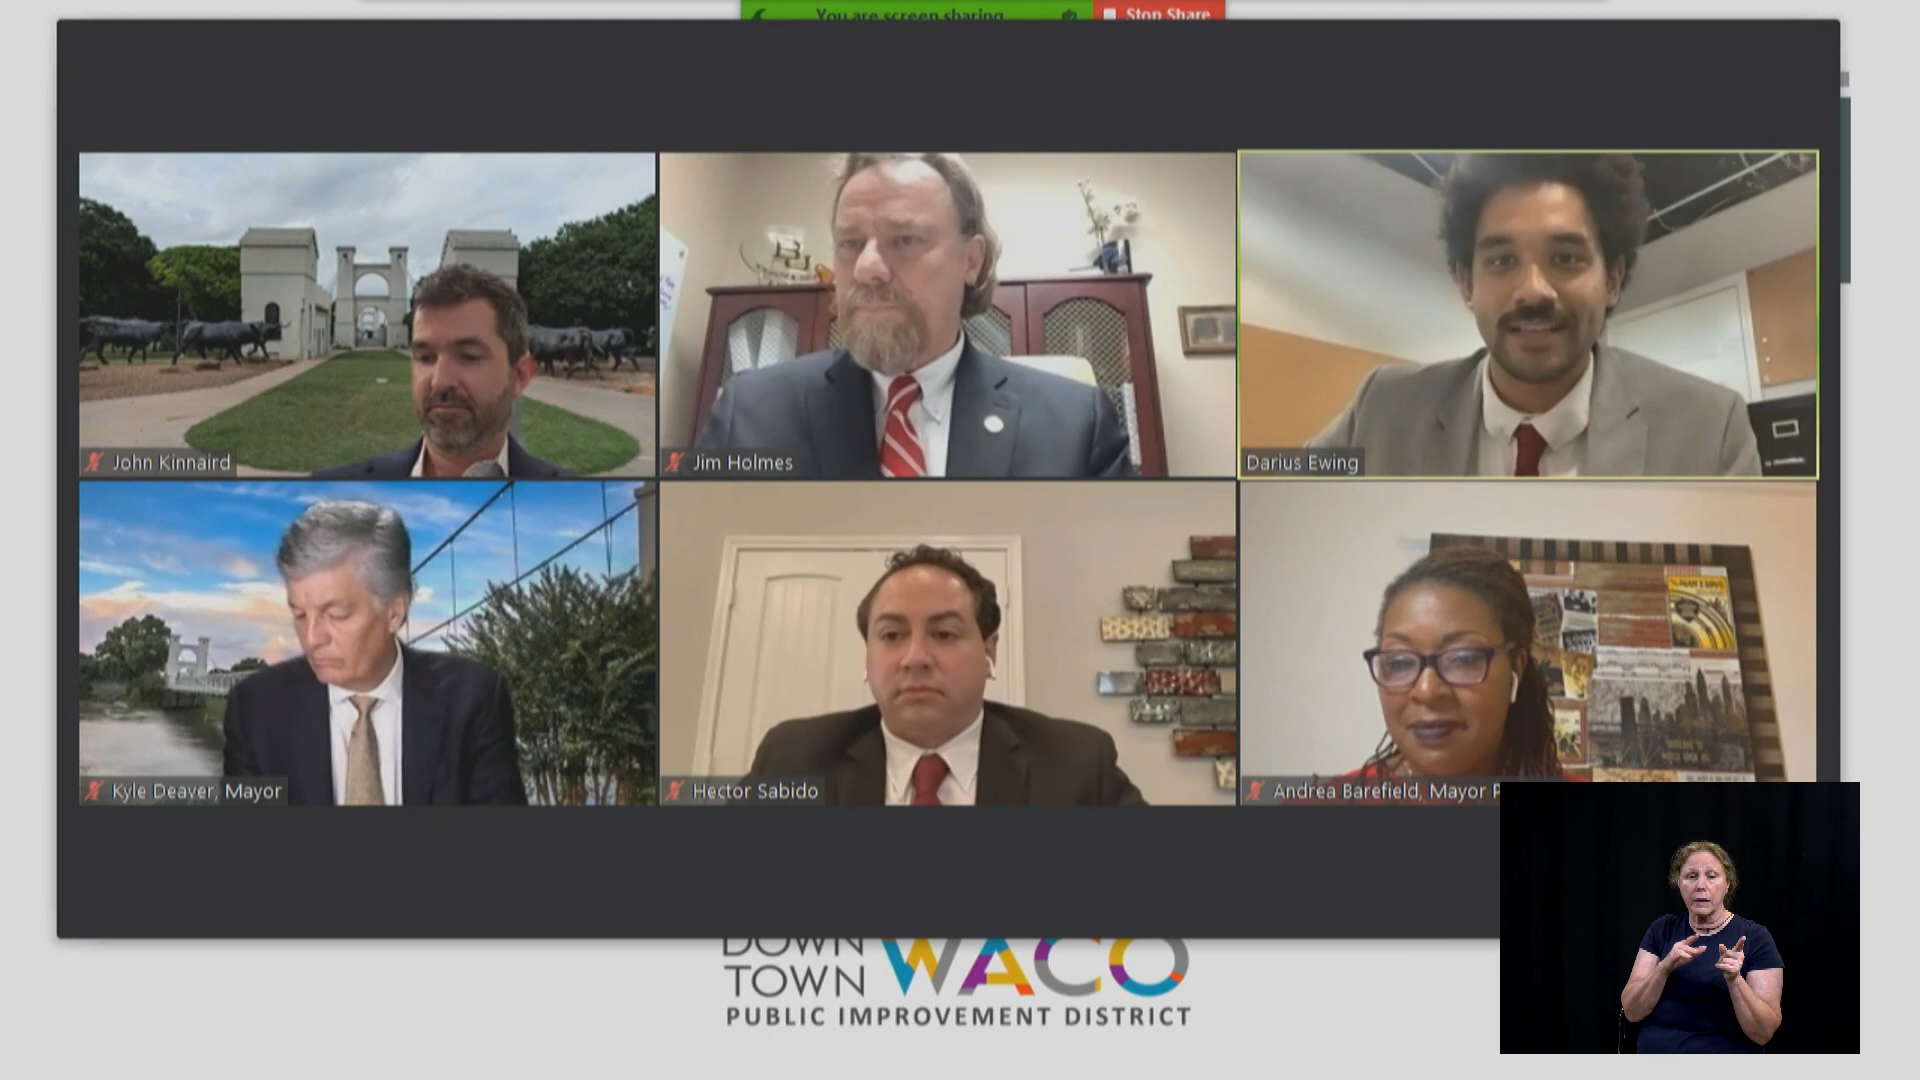 You are screen sharing
Stop Share
BU
John Kinnaird
Jim Holmes
Darius Ewing
Kyle Deaver, Mayor
Hector Sabido
Andrea Barefield, Mayor P
DOWN
TOWN
WACO
PUBLIC IMPROVEMENT DISTRICT